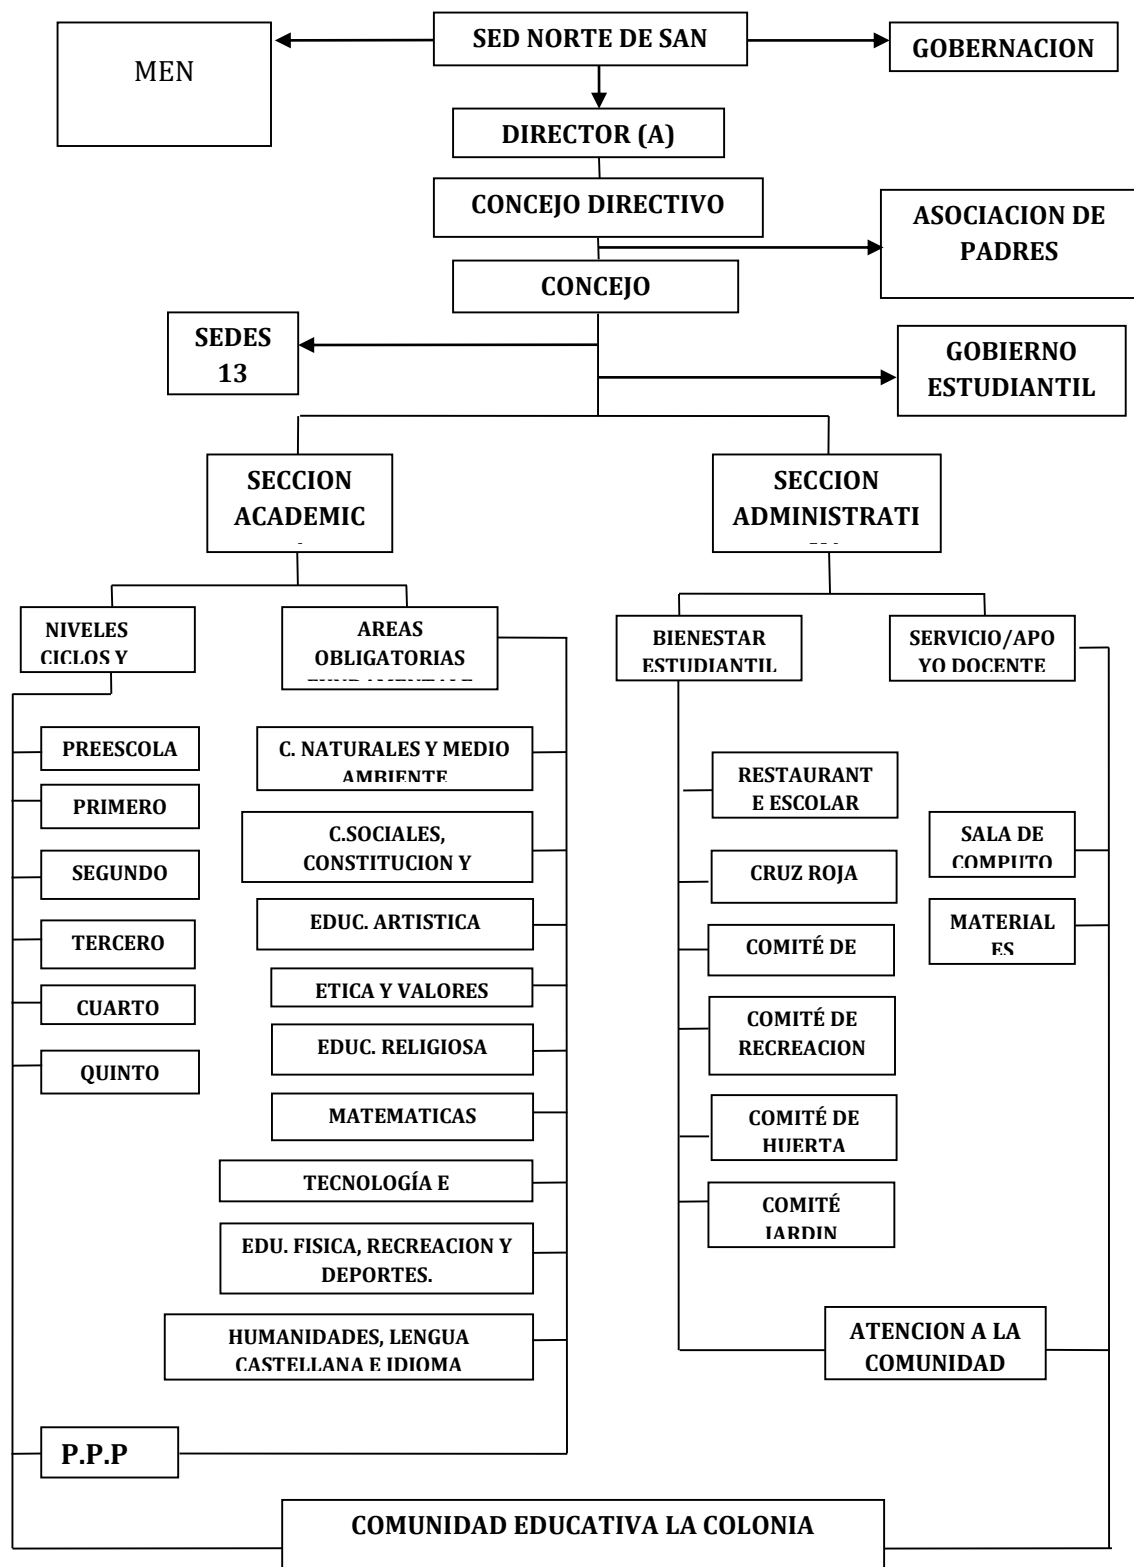 SED NORTE DE SAN
MEN
GOBERNACION
DIRECTOR (A)
CONCEJO DIRECTIVO
ASOCIACION DE
PADRES
CONCEJO
SEDES
13
GOBIERNO
ESTUDIANTIL
SECCION
ACADEMIC
SECCION
ADMINISTRATI
NIVELES
CICLOS Y
AREAS
OBLIGATORIAS
BIENESTAR
ESTUDIANTIL
SERVICIO/APO
YO DOCENTE
PREESCOLA
PRIMERO
SEGUNDO
TERCERO
CUARTO
QUINTO
C. NATURALES Y MEDIO
AMBIENTE
C.SOCIALES,
CONSTITUCION Y
EDUC. ARTISTICA
ETICA Y VALORES
EDUC. RELIGIOSA
MATEMATICAS
TECNOLOGÍA E
EDU. FISICA, RECREACION Y
DEPORTES.
HUMANIDADES, LENGUA
CASTELLANA E IDIOMA
RESTAURANT
E ESCOLAR
CRUZ ROJA
COMITÉ DE
COMITÉ DE
RECREACION
COMITÉ DE
HUERTA
COMITÉ
JARDIN
SALA DE
COMPUTO
MATERIAL
ES
ATENCION A LA
COMUNIDAD
P.P.P
COMUNIDAD EDUCATIVA LA COLONIA